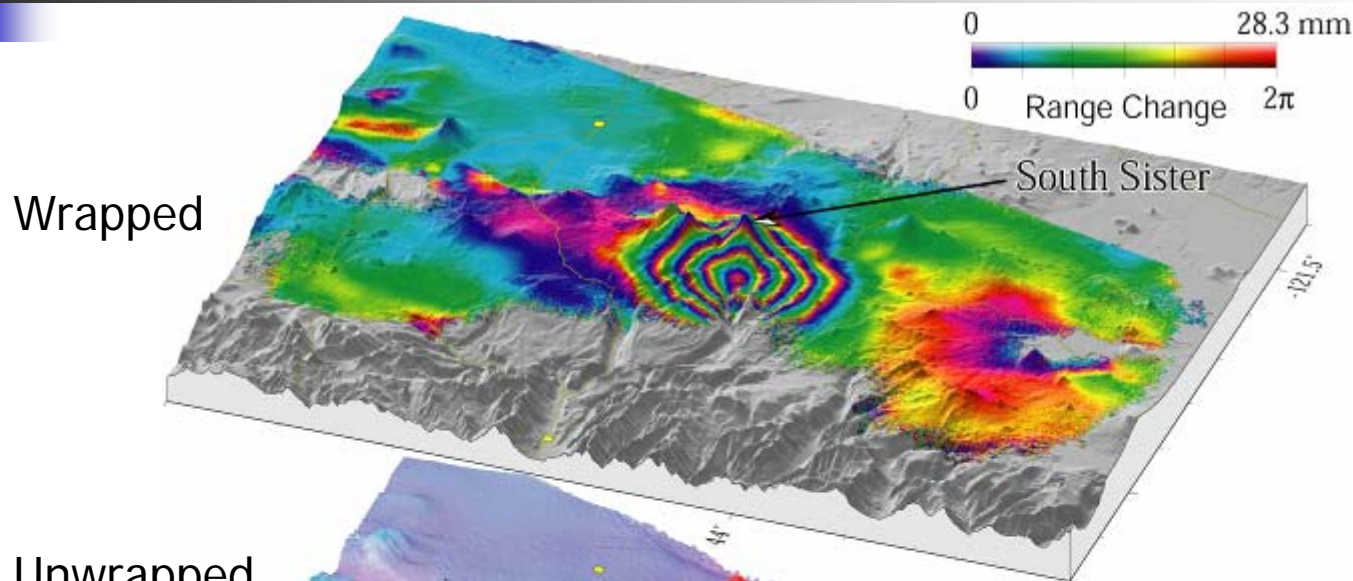 0 28.3 mm
0 Range Change 2π
South Sister
Wrapped
-121.5°
44°
Unwrapped